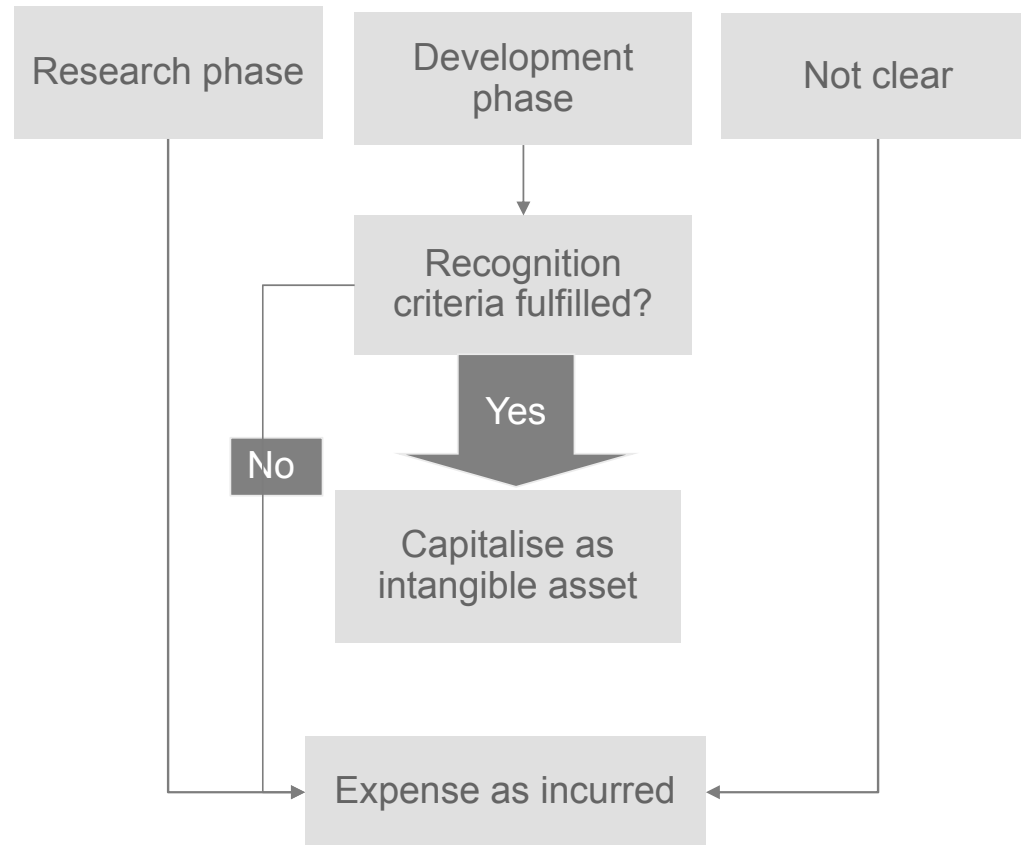 Research phase
Development
phase
Not clear
Recognition
criteria fulfilled?
Yes
No
Capitalise as
intangible asset
Expense as incurred